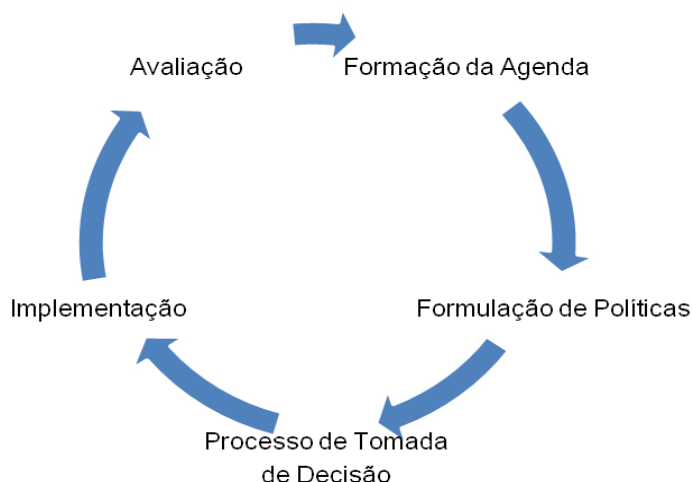 Avaliação
Formação da Agenda
Implementação
Formulação de Políticas
Processo de Tomada
de Decisão